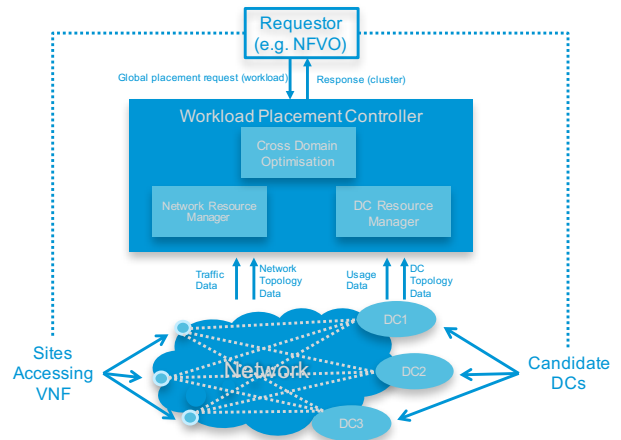 Requestor
(e.g. NFVO)
Global placement request (workload)
Response (cluster)
Workload Placement Controller
Cross Domain
Optimisation
Network Resource
Manager
DC Resource
Manager
Traffic
Data
Network
Topology
Data
Usage
Data
DC
Topology
Data
DC1
Sites
Accessing
VNF
Network
DC2
Candidate
DCs
DC3